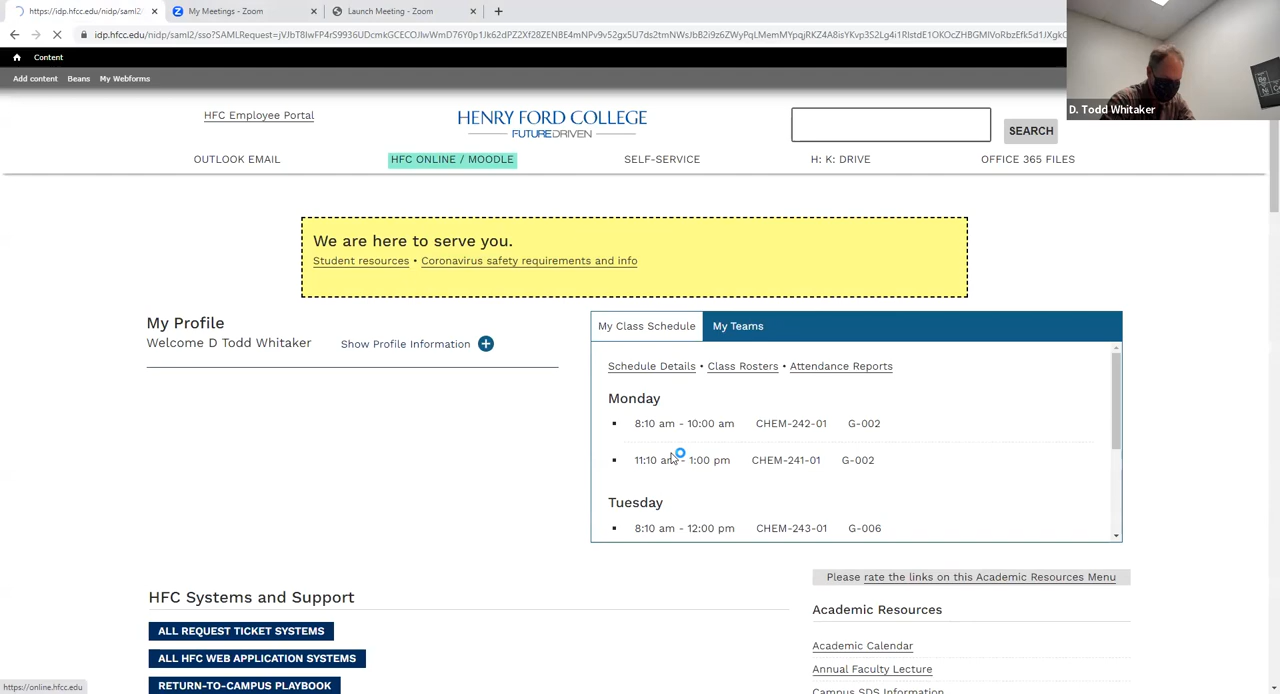 https://idp.hfcc.edu/nidp/saml2/
My Meetings - Zoom
Launch Meeting - Zoom
Home Content
Add content Beans My Webforms
D. Todd Whitaker
HFC Employee Portal
HENRY FORD COLLEGE
FUTURE DRIVEN
SEARCH
OUTLOOK EMAIL
HFC ONLINE / MOODLE
SELF-SERVICE
H: K: DRIVE
OFFICE 365 FILES
We are here to serve you.
Student resources • Coronavirus safety requirements and info
My Profile
Welcome D Todd Whitaker
Show Profile Information
My Class Schedule My Teams
Schedule Details • Class Rosters • Attendance Reports
Monday
8:10 am - 10:00 am CHEM-242-01 G-002
11:10 am - 1:00 pm CHEM-241-01 G-002
Tuesday
8:10 am - 12:00 pm CHEM-243-01 G-006
HFC Systems and Support
ALL REQUEST TICKET SYSTEMS
ALL HFC WEB APPLICATION SYSTEMS
RETURN-TO-CAMPUS PLAYBOOK
Please rate the links on this Academic Resources Menu
Academic Resources
Academic Calendar
Annual Faculty Lecture
Campus SDS Information
https://online.hfcc.edu